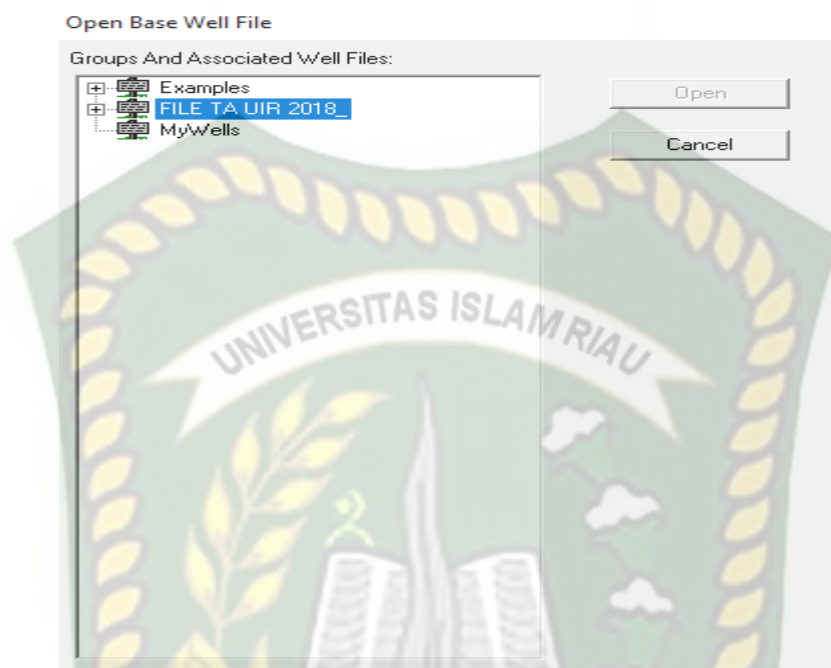 Open Base Well File
Groups And Associated Well Files:
Examples
FILE TA UIR 2018_
MyWells
Open
Cancel
UNIVERSITAS ISLAM RIAU